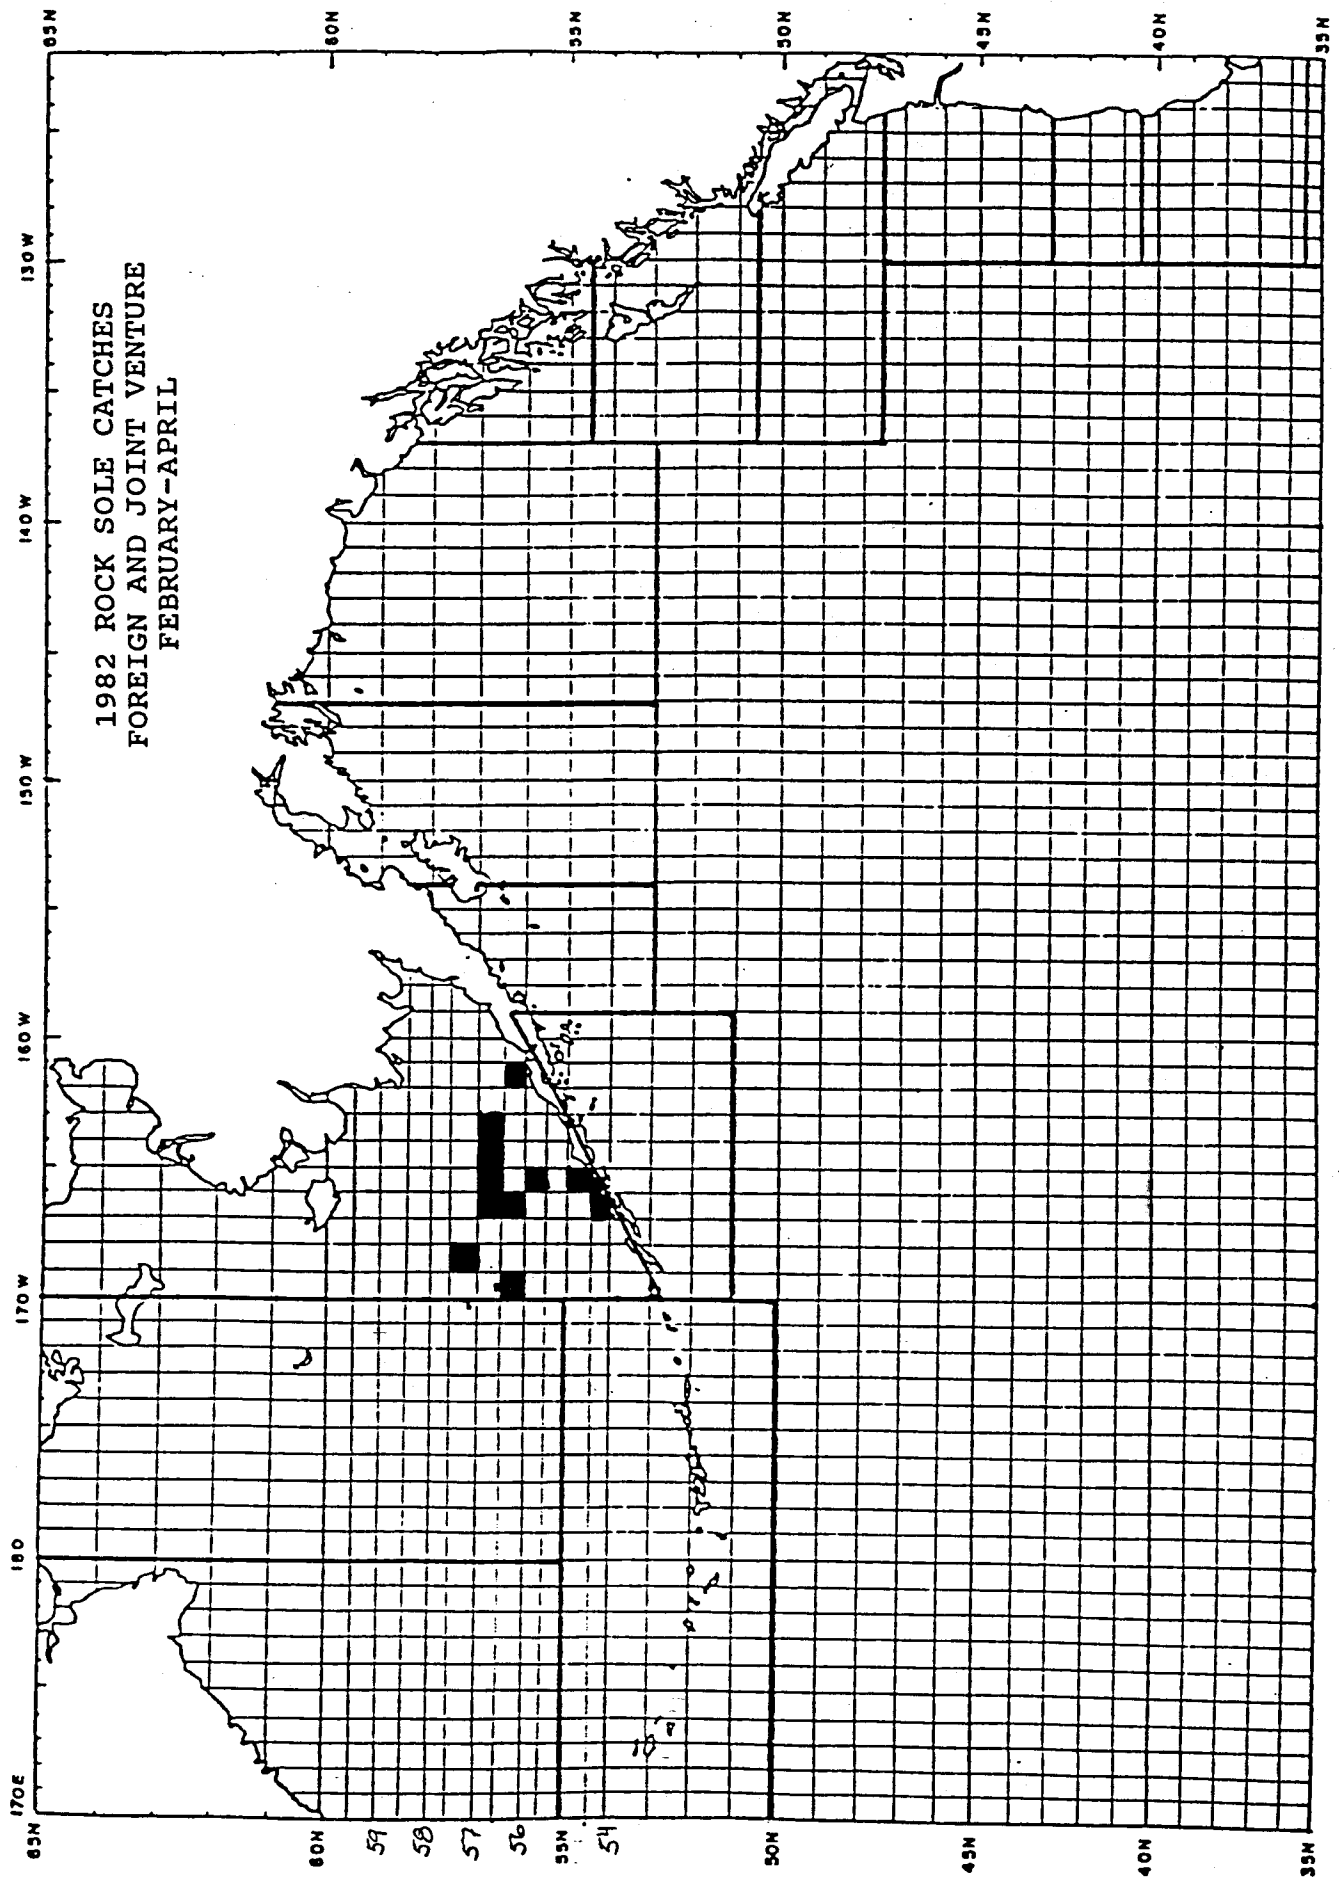 1982 ROCK SOLE CATCHES
FOREIGN AND JOINT VENTURE
FEBRUARY-APRIL
170E
180
170W
160W
150W
140W
130W
65N
60N
55N
50N
45N
40N
35N
65N
60N
59
58
57
56
55N
54
50N
45N
40N
35N